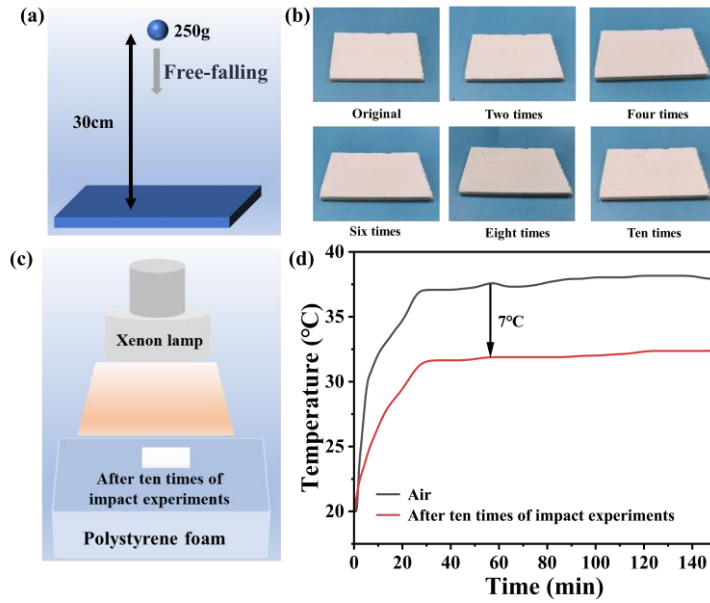 (a)
250g
Free-falling
30cm
(b)
Original
Two times
Four times
Six times
Eight times
Ten times
(c)
Xenon lamp
After ten times of
impact experiments
Polystyrene foam
(d)
40
35
30
25
20
Temperature (°C)
7°C
Air
After ten times of impact experiments
0 20 40 60 80 100 120 140
Time (min)